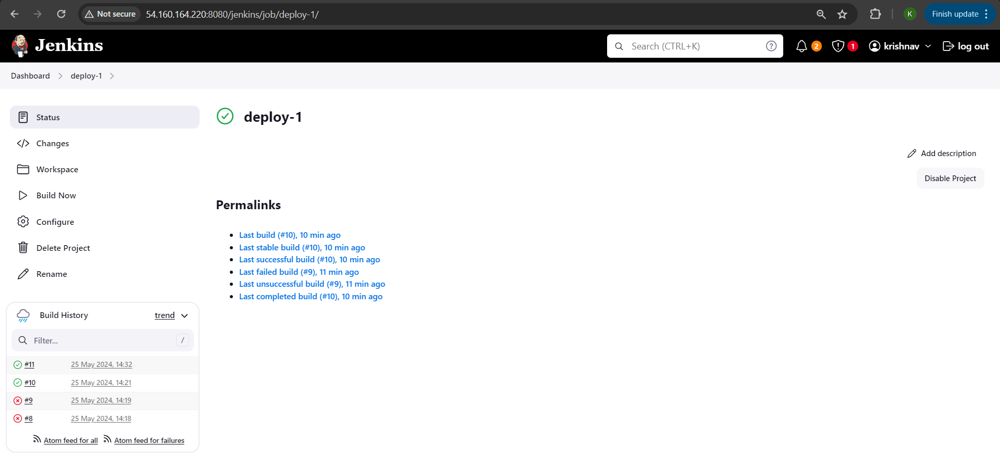 Not secure 54.160.164.220:8080/jenkins/job/deploy-1/ K Finish update
Jenkins Search (CTRL+K) ? 2 1 krishnav log out
Dashboard deploy-1
Status
Changes
Workspace
Build Now
Configure
Delete Project
Rename
Build History trend
Filter... /
#11 25 May 2024, 14:32
#10 25 May 2024, 14:21
#9 25 May 2024, 14:19
#8 25 May 2024, 14:18
Atom feed for all Atom feed for failures
deploy-1
Add description
Disable Project
Permalinks
Last build (#10), 10 min ago
Last stable build (#10), 10 min ago
Last successful build (#10), 10 min ago
Last failed build (#9), 11 min ago
Last unsuccessful build (#9), 11 min ago
Last completed build (#10), 10 min ago